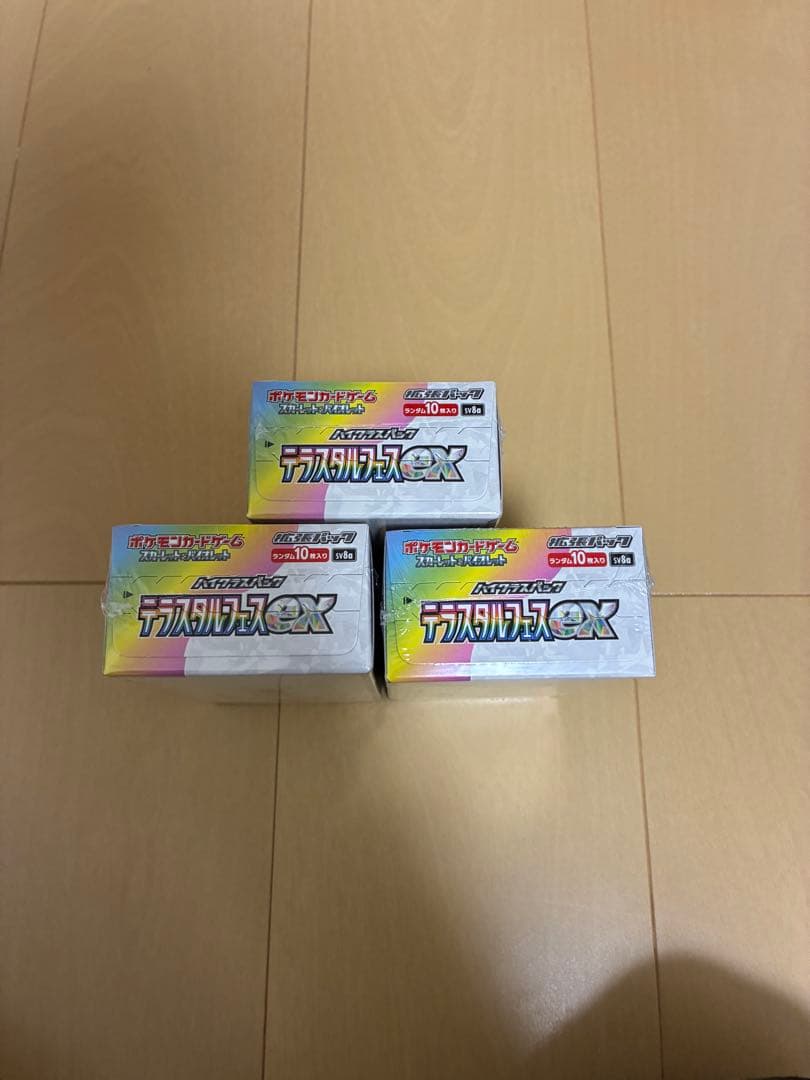 ポケモンカードゲーム
スカーレット&バイオレット
拡張パック
ランダム10枚入り sv8a
ハイクラスパック
テラスタルフェスex
ポケモンカードゲーム
スカーレット&バイオレット
拡張パック
ランダム10枚入り sv8a
ハイクラスパック
テラスタルフェスex
ポケモンカードゲーム
スカーレット&バイオレット
拡張パック
ランダム10枚入り sv8a
ハイクラスパック
テラスタルフェスex